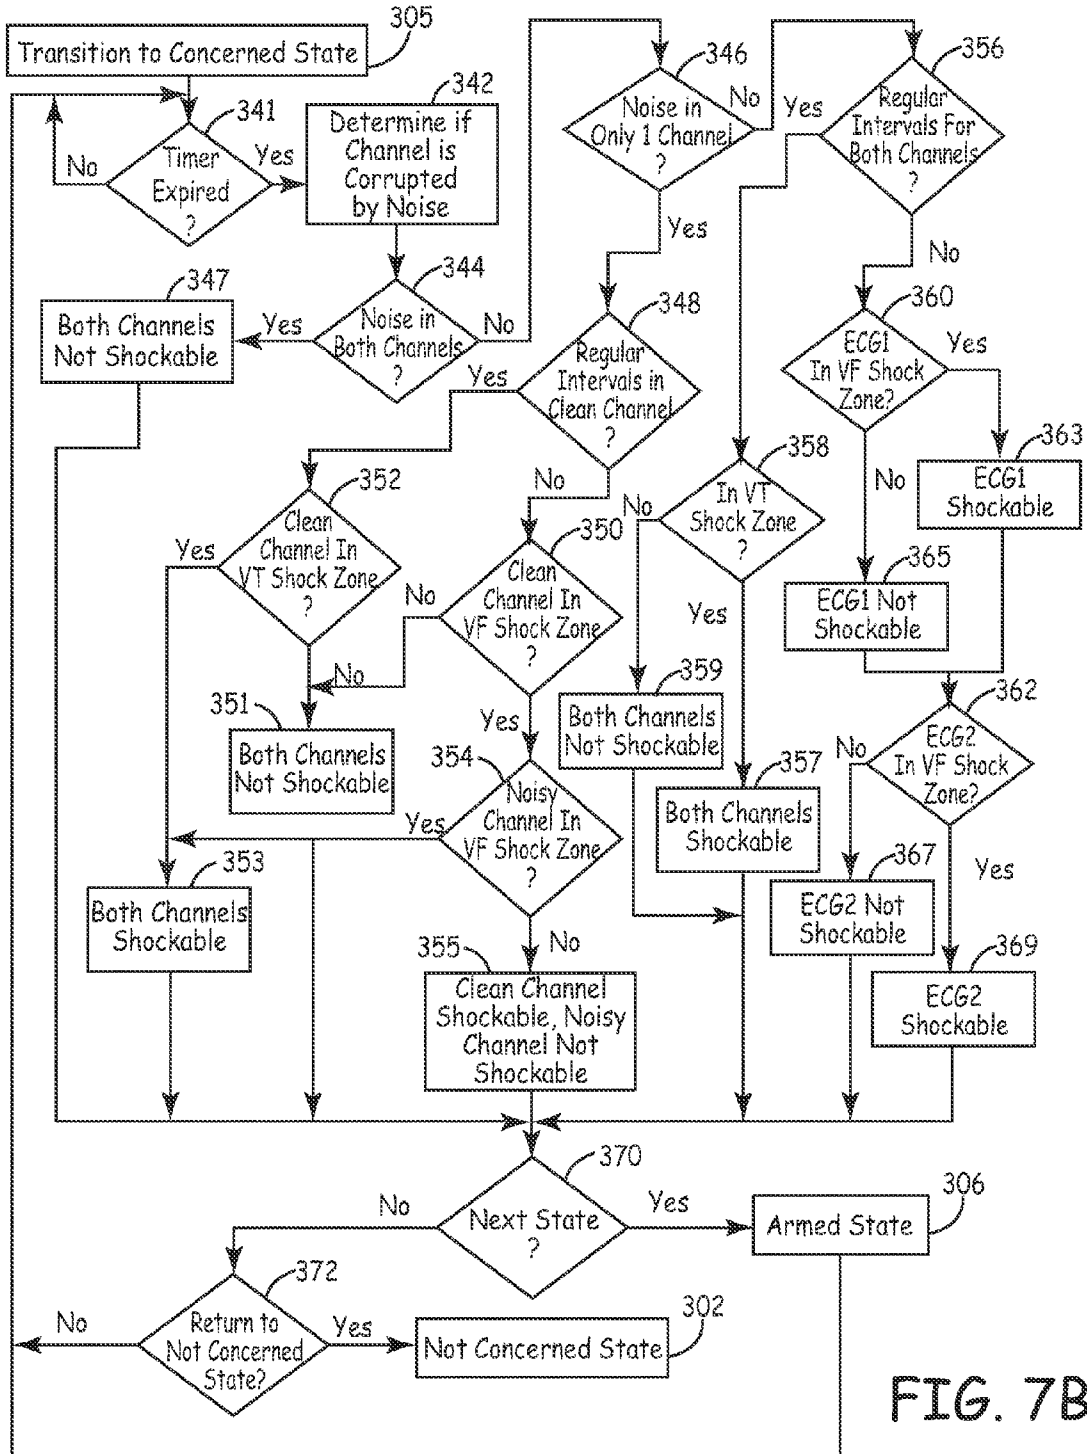 305
Transition to Concerned State
341
Timer
Expired
?
No
Yes
342
Determine if
Channel is
Corrupted
by Noise
344
Noise in
Both Channels
?
Yes
No
347
Both Channels
Not Shockable
346
Noise in
Only 1 Channel
?
No
Yes
356
Regular
Intervals For
Both Channels
?
Yes
No
348
Regular
Intervals in
Clean Channel
?
Yes
No
360
ECG1
In VF Shock
Zone?
Yes
No
363
ECG1
Shockable
365
ECG1 Not
Shockable
352
Clean
Channel In
VT Shock Zone
?
Yes
No
350
Clean
Channel In
VF Shock Zone
?
No
Yes
358
In VT
Shock Zone
?
No
Yes
351
Both Channels
Not Shockable
359
Both Channels
Not Shockable
357
Both Channels
Shockable
362
ECG2
In VF Shock
Zone?
No
Yes
354
Noisy
Channel In
VF Shock Zone
?
Yes
No
353
Both Channels
Shockable
367
ECG2 Not
Shockable
369
ECG2
Shockable
355
Clean Channel
Shockable, Noisy
Channel Not
Shockable
370
Next State
?
No
Yes
306
Armed State
372
Return to
Not Concerned
State?
No
Yes
302
Not Concerned State
FIG. 7B